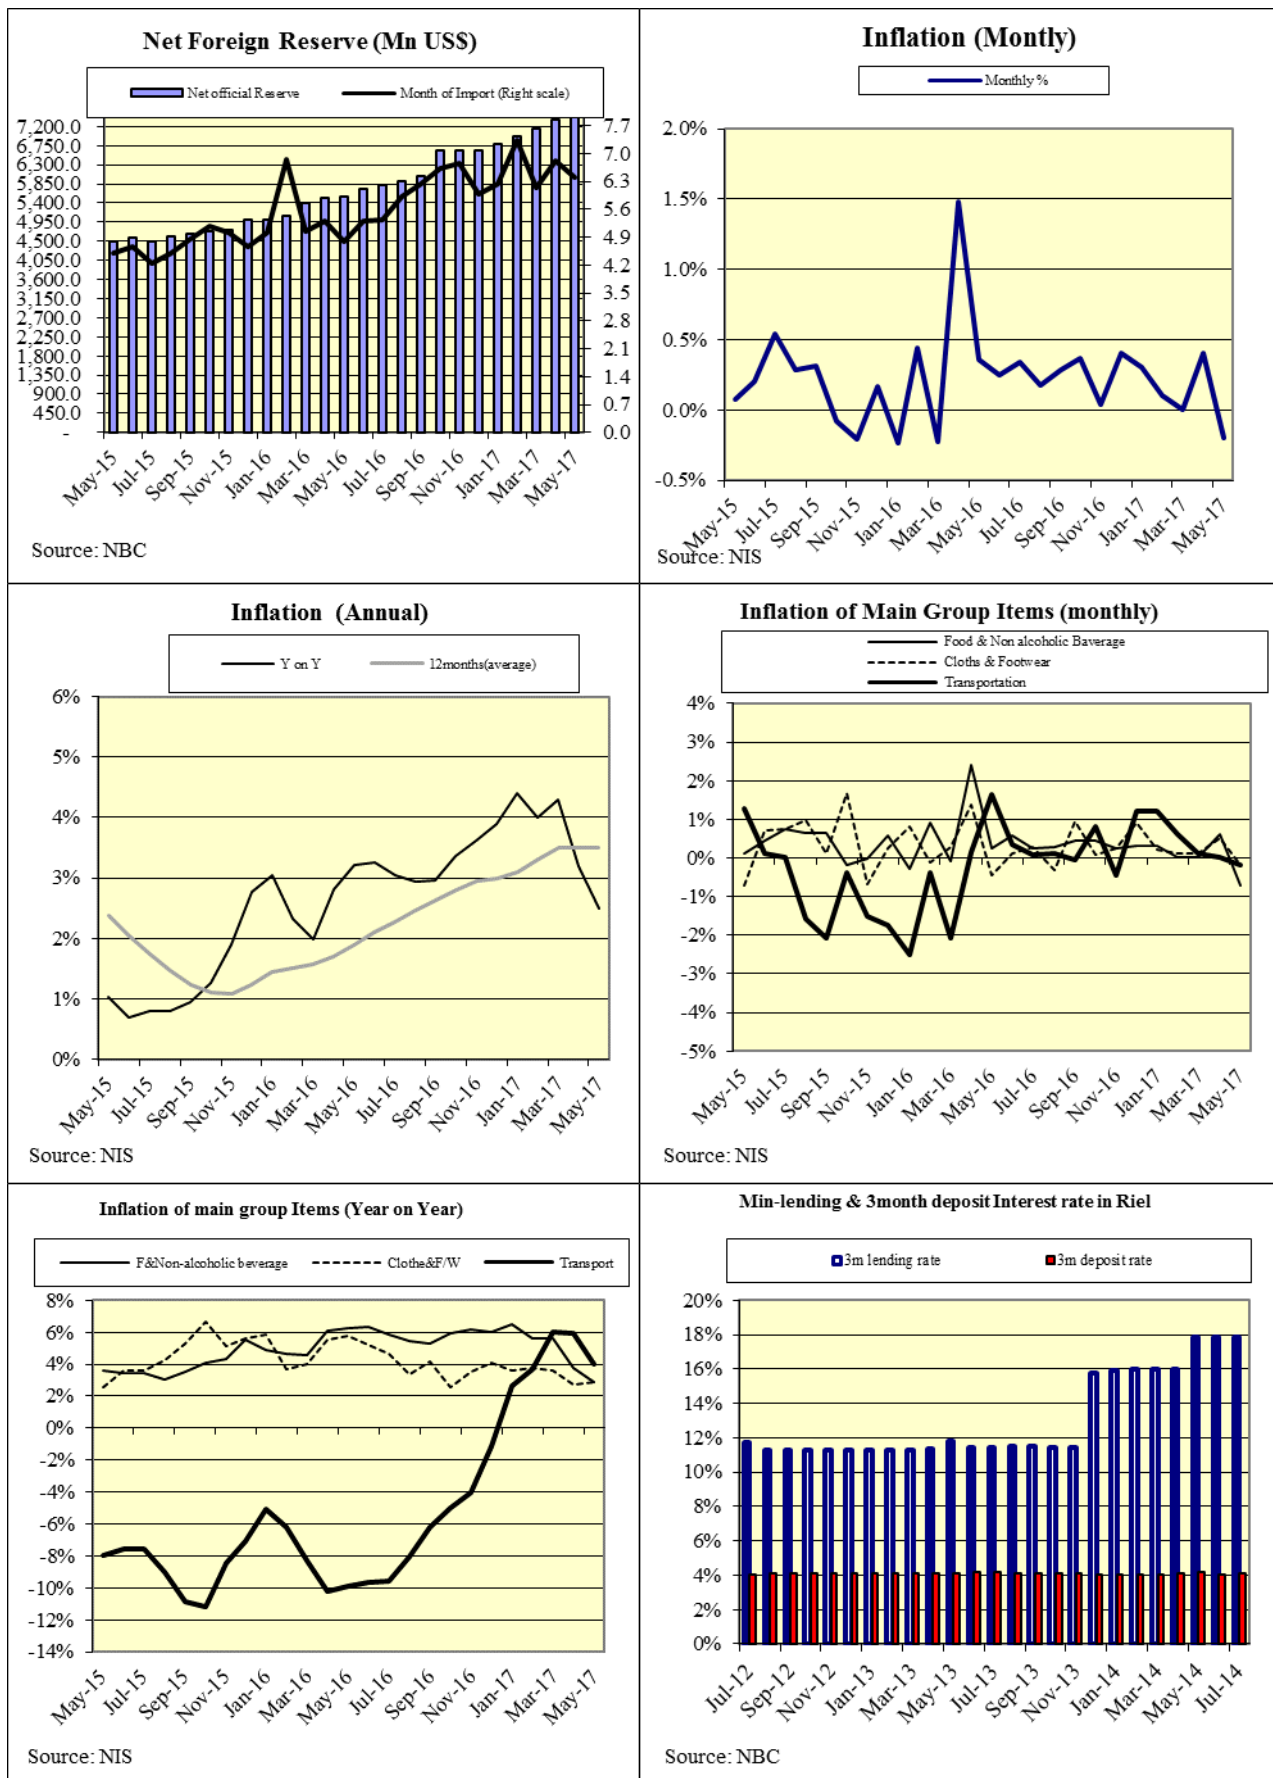 Net Foreign Reserve (Mn US$)
Net official Reserve
Month of Import (Right scale)
7,200.0
6,750.0
6,300.0
5,850.0
5,400.0
4,950.0
4,500.0
4,050.0
3,600.0
3,150.0
2,700.0
2,250.0
1,800.0
1,350.0
900.0
450.0
-
7.7
7.0
6.3
5.6
4.9
4.2
3.5
2.8
2.1
1.4
0.7
0.0
May-15
Jul-15
Sep-15
Nov-15
Jan-16
Mar-16
May-16
Jul-16
Sep-16
Nov-16
Jan-17
Mar-17
May-17
Source: NBC
Inflation (Montly)
Monthly %
2.0%
1.5%
1.0%
0.5%
0.0%
-0.5%
May-15
Jul-15
Sep-15
Nov-15
Jan-16
Mar-16
May-16
Jul-16
Sep-16
Nov-16
Jan-17
Mar-17
May-17
Source: NIS
Inflation (Annual)
Y on Y
12months(average)
6%
5%
4%
3%
2%
1%
0%
May-15
Jul-15
Sep-15
Nov-15
Jan-16
Mar-16
May-16
Jul-16
Sep-16
Nov-16
Jan-17
Mar-17
May-17
Source: NIS
Inflation of Main Group Items (monthly)
Food & Non alcoholic Baverage
Cloths & Footwear
Transportation
4%
3%
2%
1%
0%
-1%
-2%
-3%
-4%
-5%
May-15
Jul-15
Sep-15
Nov-15
Jan-16
Mar-16
May-16
Jul-16
Sep-16
Nov-16
Jan-17
Mar-17
May-17
Source: NIS
Inflation of main group Items (Year on Year)
F&Non-alcoholic beverage
Clothe&F/W
Transport
8%
6%
4%
2%
0%
-2%
-4%
-6%
-8%
-10%
-12%
-14%
May-15
Jul-15
Sep-15
Nov-15
Jan-16
Mar-16
May-16
Jul-16
Sep-16
Nov-16
Jan-17
Mar-17
May-17
Source: NIS
Min-lending & 3month deposit Interest rate in Riel
3m lending rate
3m deposit rate
20%
18%
16%
14%
12%
10%
8%
6%
4%
2%
0%
Jul-12
Sep-12
Nov-12
Jan-13
Mar-13
May-13
Jul-13
Sep-13
Nov-13
Jan-14
Mar-14
May-14
Jul-14
Source: NBC